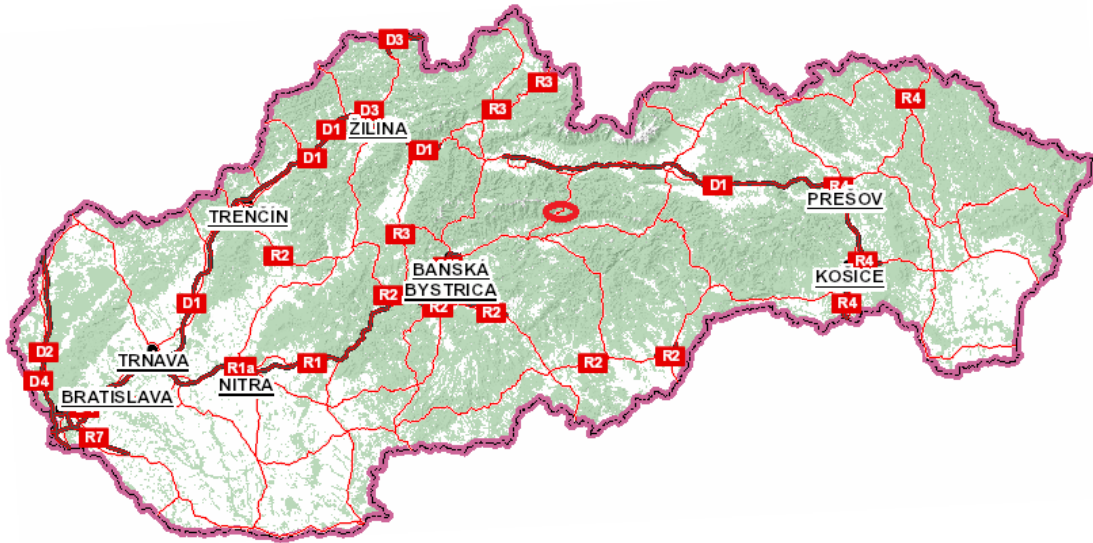 D3
R3
R3
R4
D3
D1
ŽILINA
D1
D1
D1
R4
PREŠOV
TRENČÍN
R3
R2
BANSKÁ
BYSTRICA
R4
KOŠICE
D1
R2
R2
R2
R4
D2
TRNAVA
R1a
R1
R2
R2
D4
NITRA
BRATISLAVA
R7